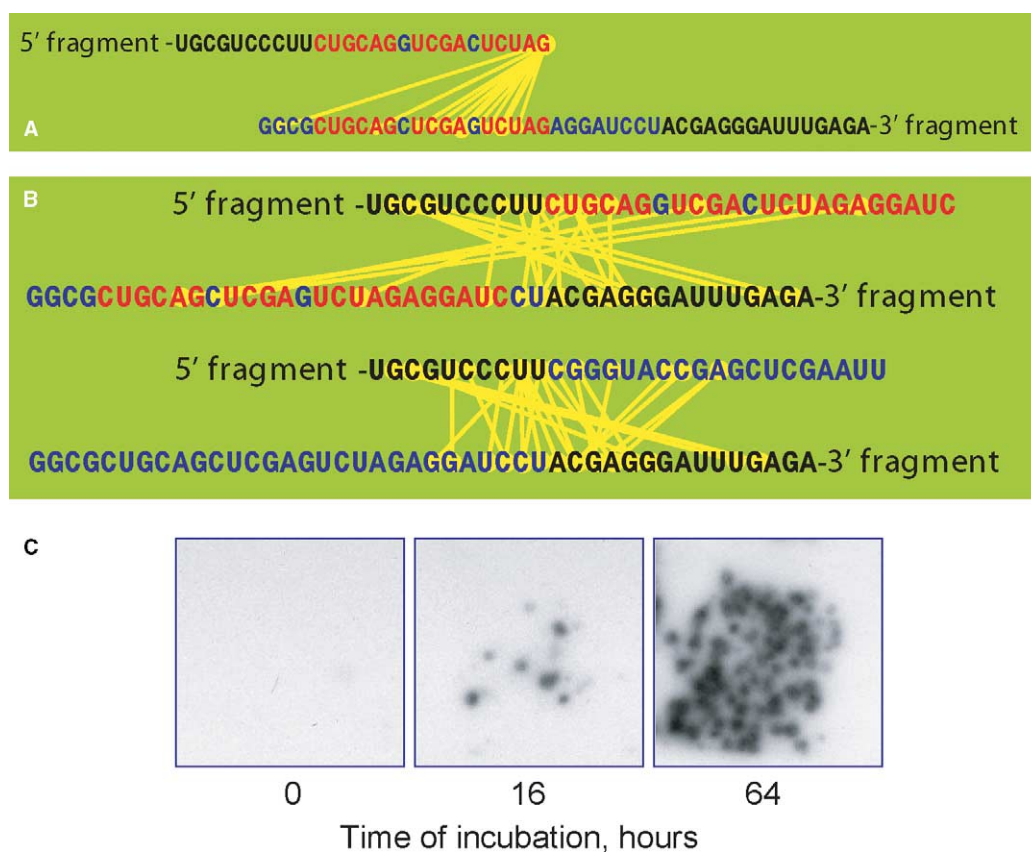 5′ fragment -UGCGUCCCUUCUGCAGGUCGACUCUAG
A
GGCGCUGCAGCUCGAGUCUAGAGGAUCCUACGAGGGAUUUGAGA-3′ fragment
B
5′ fragment -UGCGUCCCUUCUGCAGGUCGACUCUAGAGGAUC
GGCGCUGCAGCUCGAGUCUAGAGGAUCCUACGAGGGAUUUGAGA-3′ fragment
5′ fragment -UGCGUCCCUUCGGGUACCGAGCUCGAAUU
GGCGCUGCAGCUCGAGUCUAGAGGAUCCUACGAGGGAUUUGAGA-3′ fragment
C
0 16 64
Time of incubation, hours